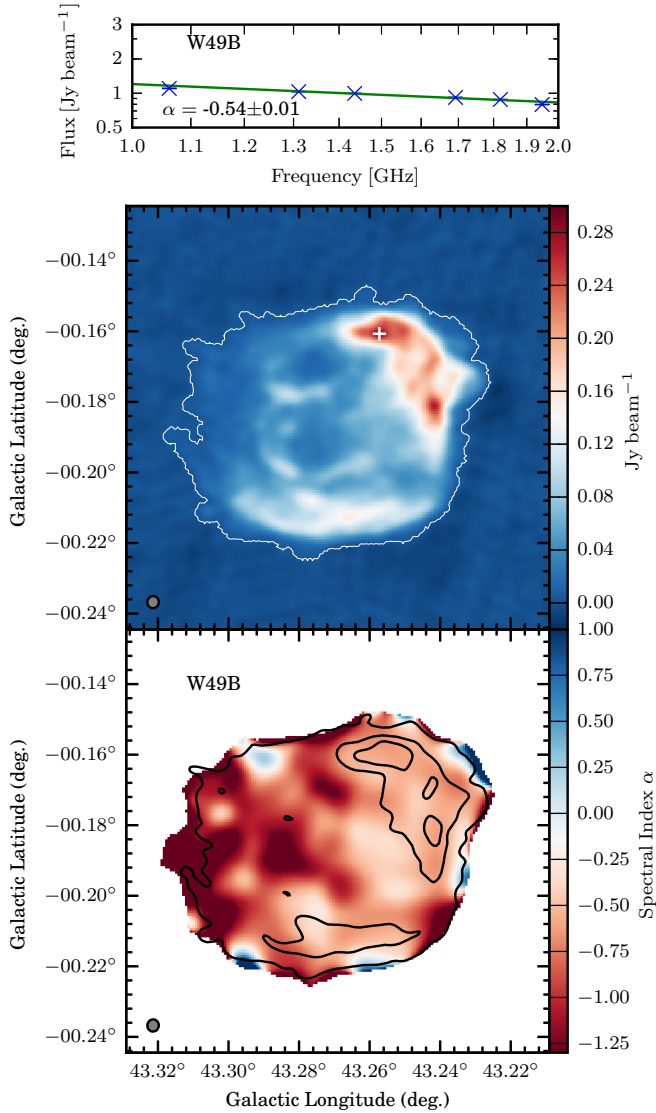 W49B
3
2
1
0.5
Flux [Jy beam⁻¹]
α = -0.54±0.01
1.0 1.1 1.2 1.3 1.4 1.5 1.6 1.7 1.8 1.9 2.0
Frequency [GHz]
−00.14°
−00.16°
−00.18°
−00.20°
−00.22°
−00.24°
Galactic Latitude (deg.)
0.28
0.24
0.20
0.16
0.12
0.08
0.04
0.00
Jy beam⁻¹
W49B
−00.14°
−00.16°
−00.18°
−00.20°
−00.22°
−00.24°
Galactic Latitude (deg.)
1.00
0.75
0.50
0.25
0.00
−0.25
−0.50
−0.75
−1.00
−1.25
Spectral Index α
43.32° 43.30° 43.28° 43.26° 43.24° 43.22°
Galactic Longitude (deg.)